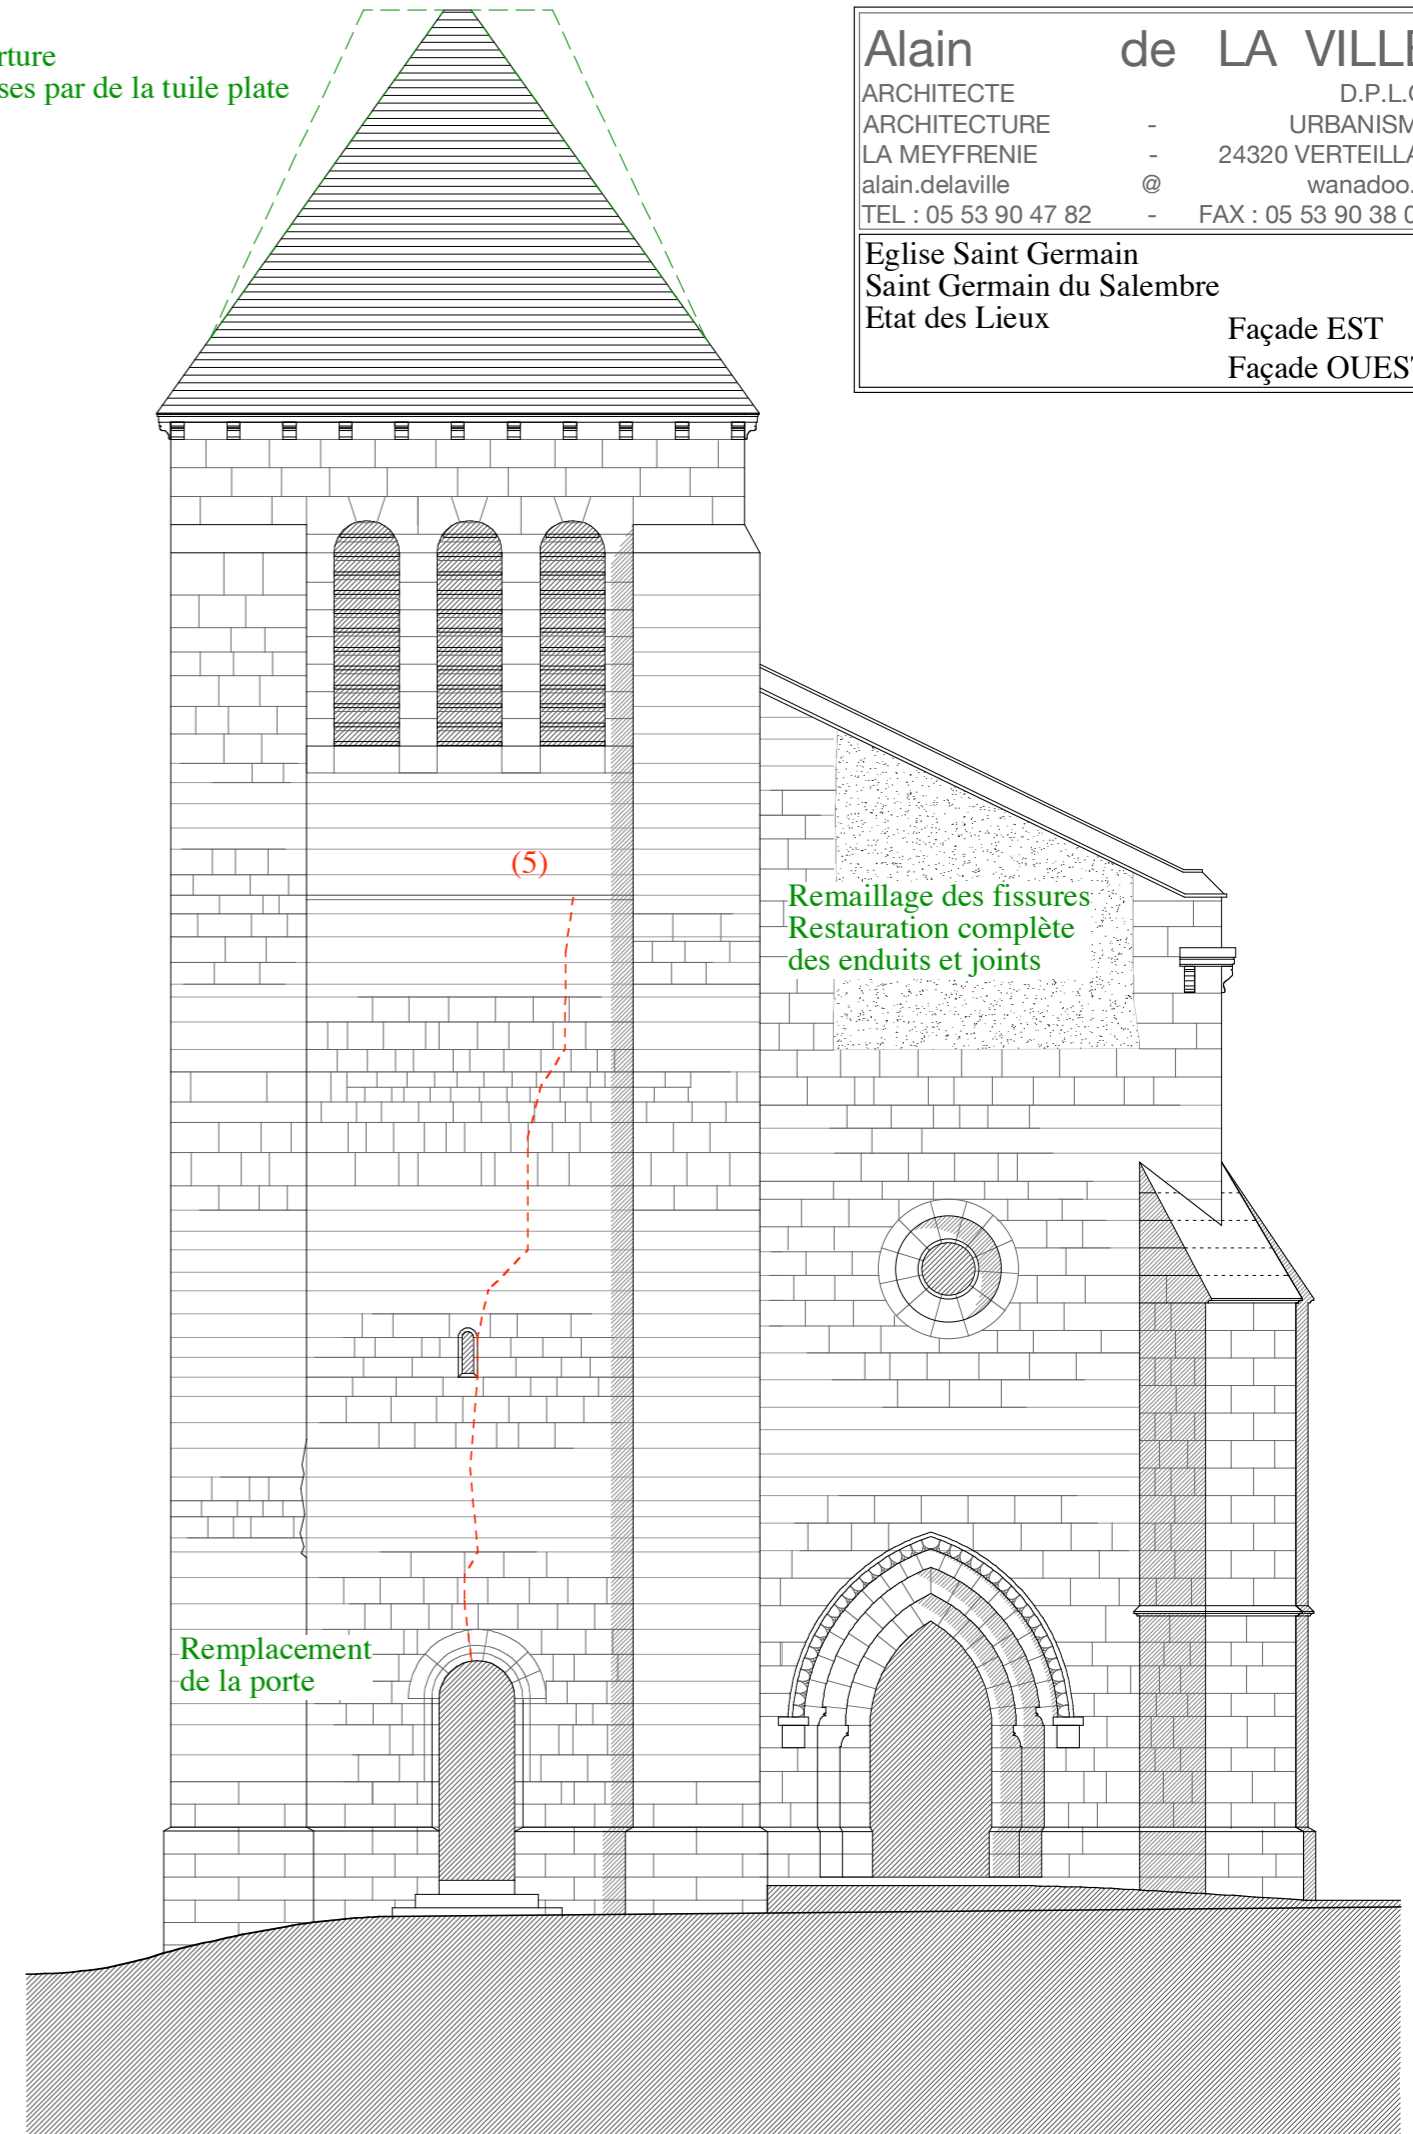 ses par de la tuile plate
Alain de LA VILLE
ARCHITECTE D.P.L.
ARCHITECTURE - URBANISM
LA MEYFRENIE - 24320 VERTEILLA
alain.delaville @ wanadoo.
TEL : 05 53 90 47 82 - FAX : 05 53 90 38
Eglise Saint Germain
Saint Germain du Salembre
Etat des Lieux
Façade EST
Façade OUEST
(5)
Remaillage des fissures
Restauration complète
des enduits et joints
Remplacement
de la porte